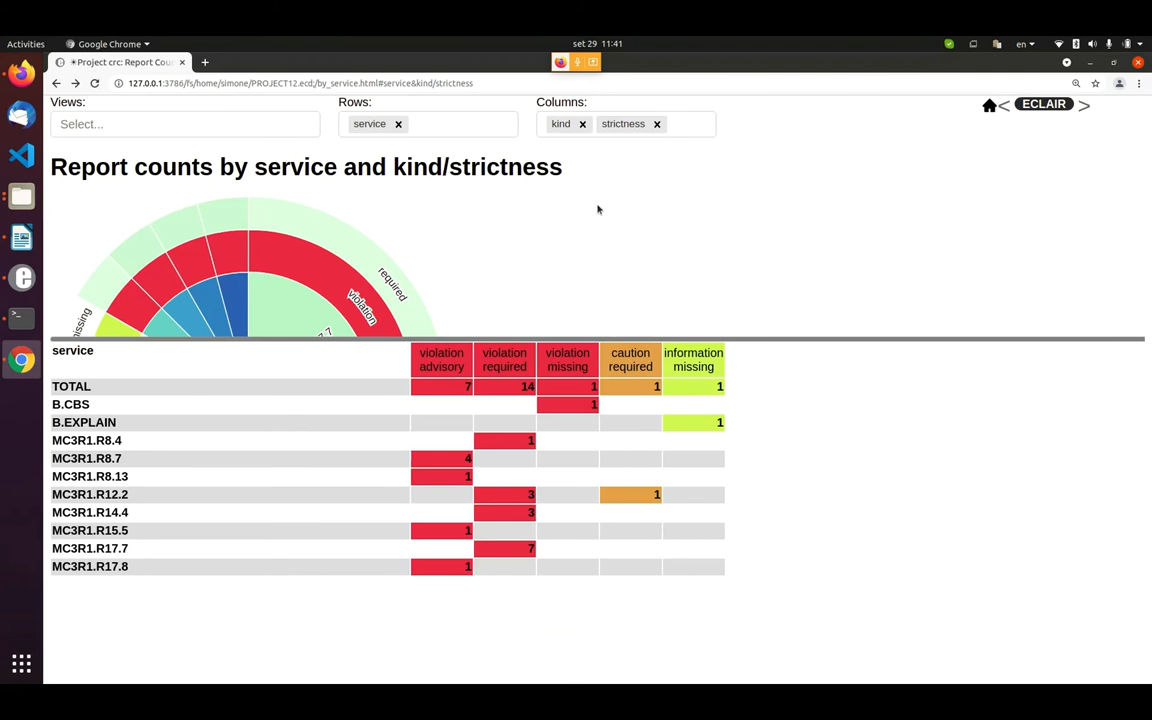 Activities Google Chrome set 29 11:41 en
☀Project crc: Report Cou × +
127.0.0.1:3786/fs/home/simone/PROJECT12.ecd;/by_service.html#service&kind/strictness
Views: Rows: Columns: < ECLAIR >
Select... service × kind × strictness ×
Report counts by service and kind/strictness
required
violation
service violation advisory violation required violation missing caution required information missing
TOTAL 7 14 1 1 1
B.CBS 1
B.EXPLAIN 1
MC3R1.R8.4 1
MC3R1.R8.7 4
MC3R1.R8.13 1
MC3R1.R12.2 3 1
MC3R1.R14.4 3
MC3R1.R15.5 1
MC3R1.R17.7 7
MC3R1.R17.8 1